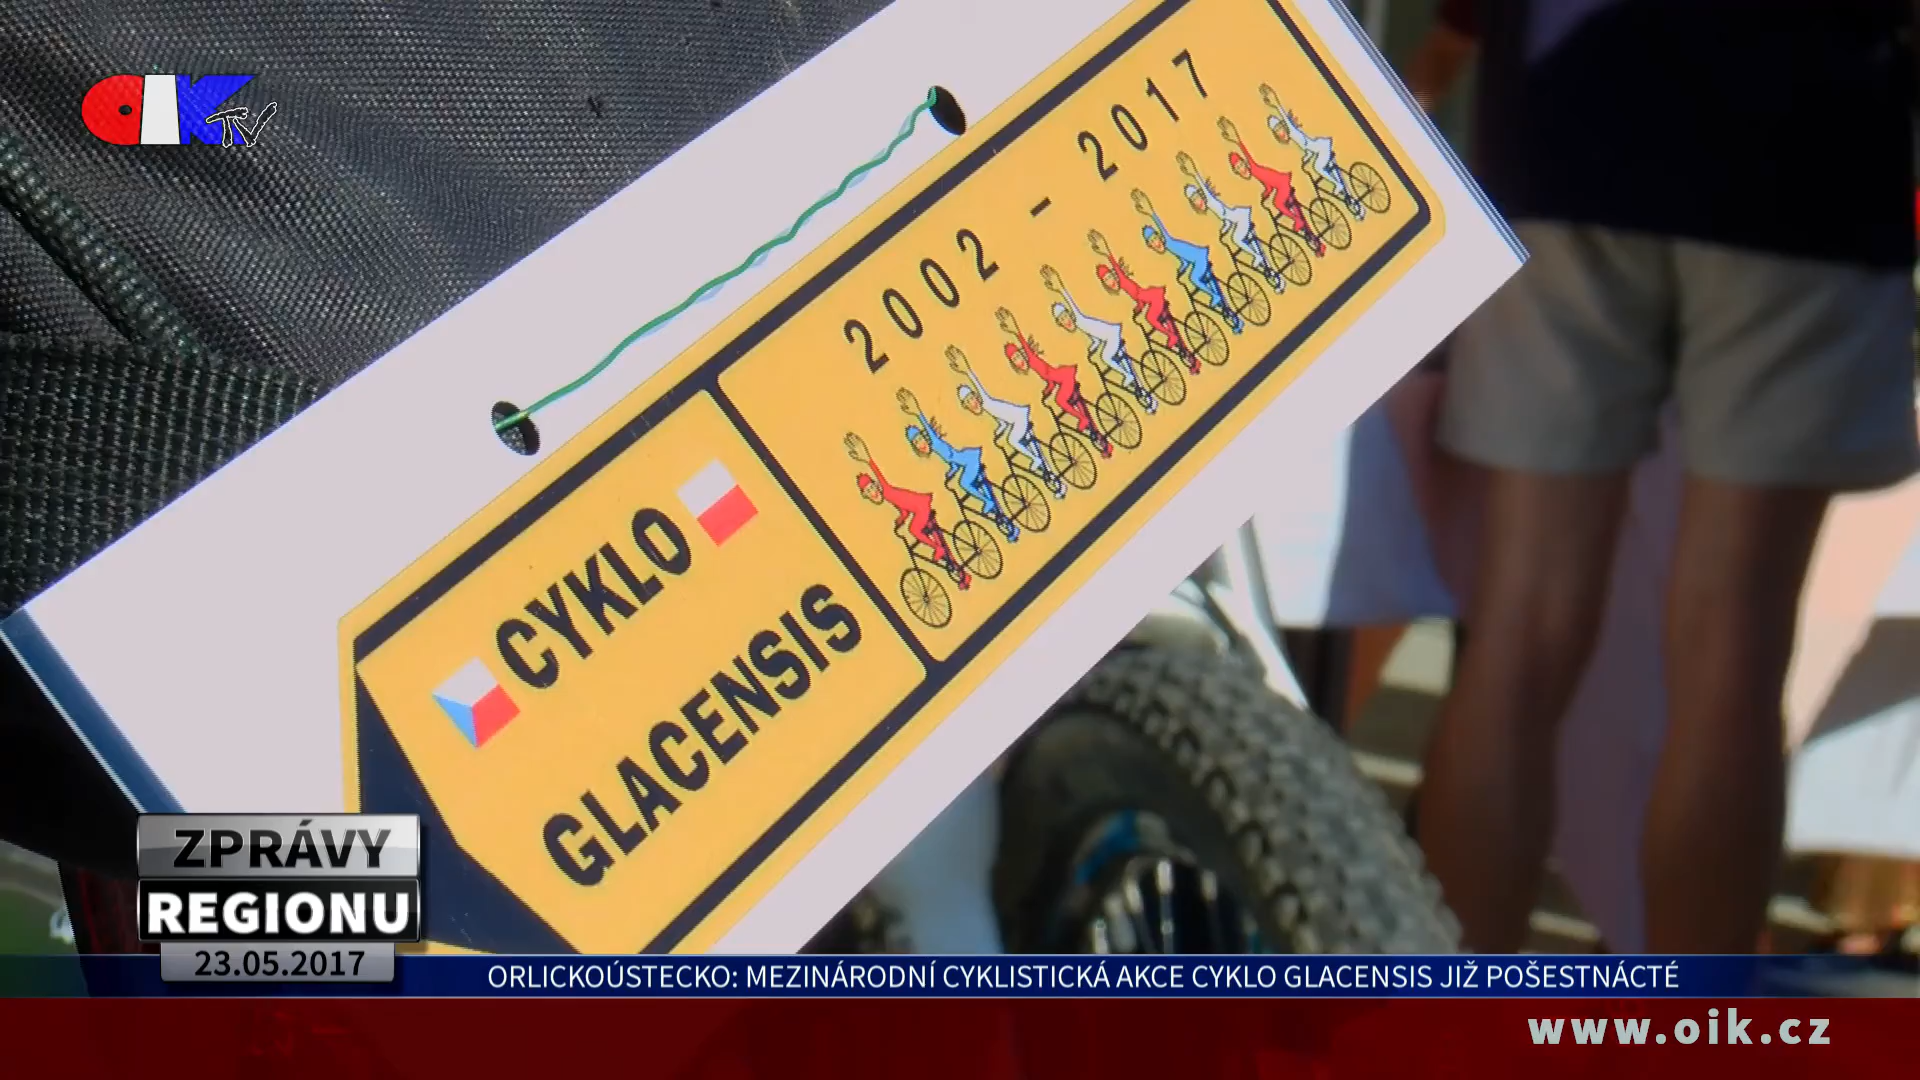 OIK TV
2002 - 2017
CYKLO
GLACENSIS
ZPRÁVY
REGIONU
23.05.2017
ORLICKOÚSTECKO: MEZINÁRODNÍ CYKLISTICKÁ AKCE CYKLO GLACENSIS JIŽ POŠESTNÁCTÉ
www.oik.cz